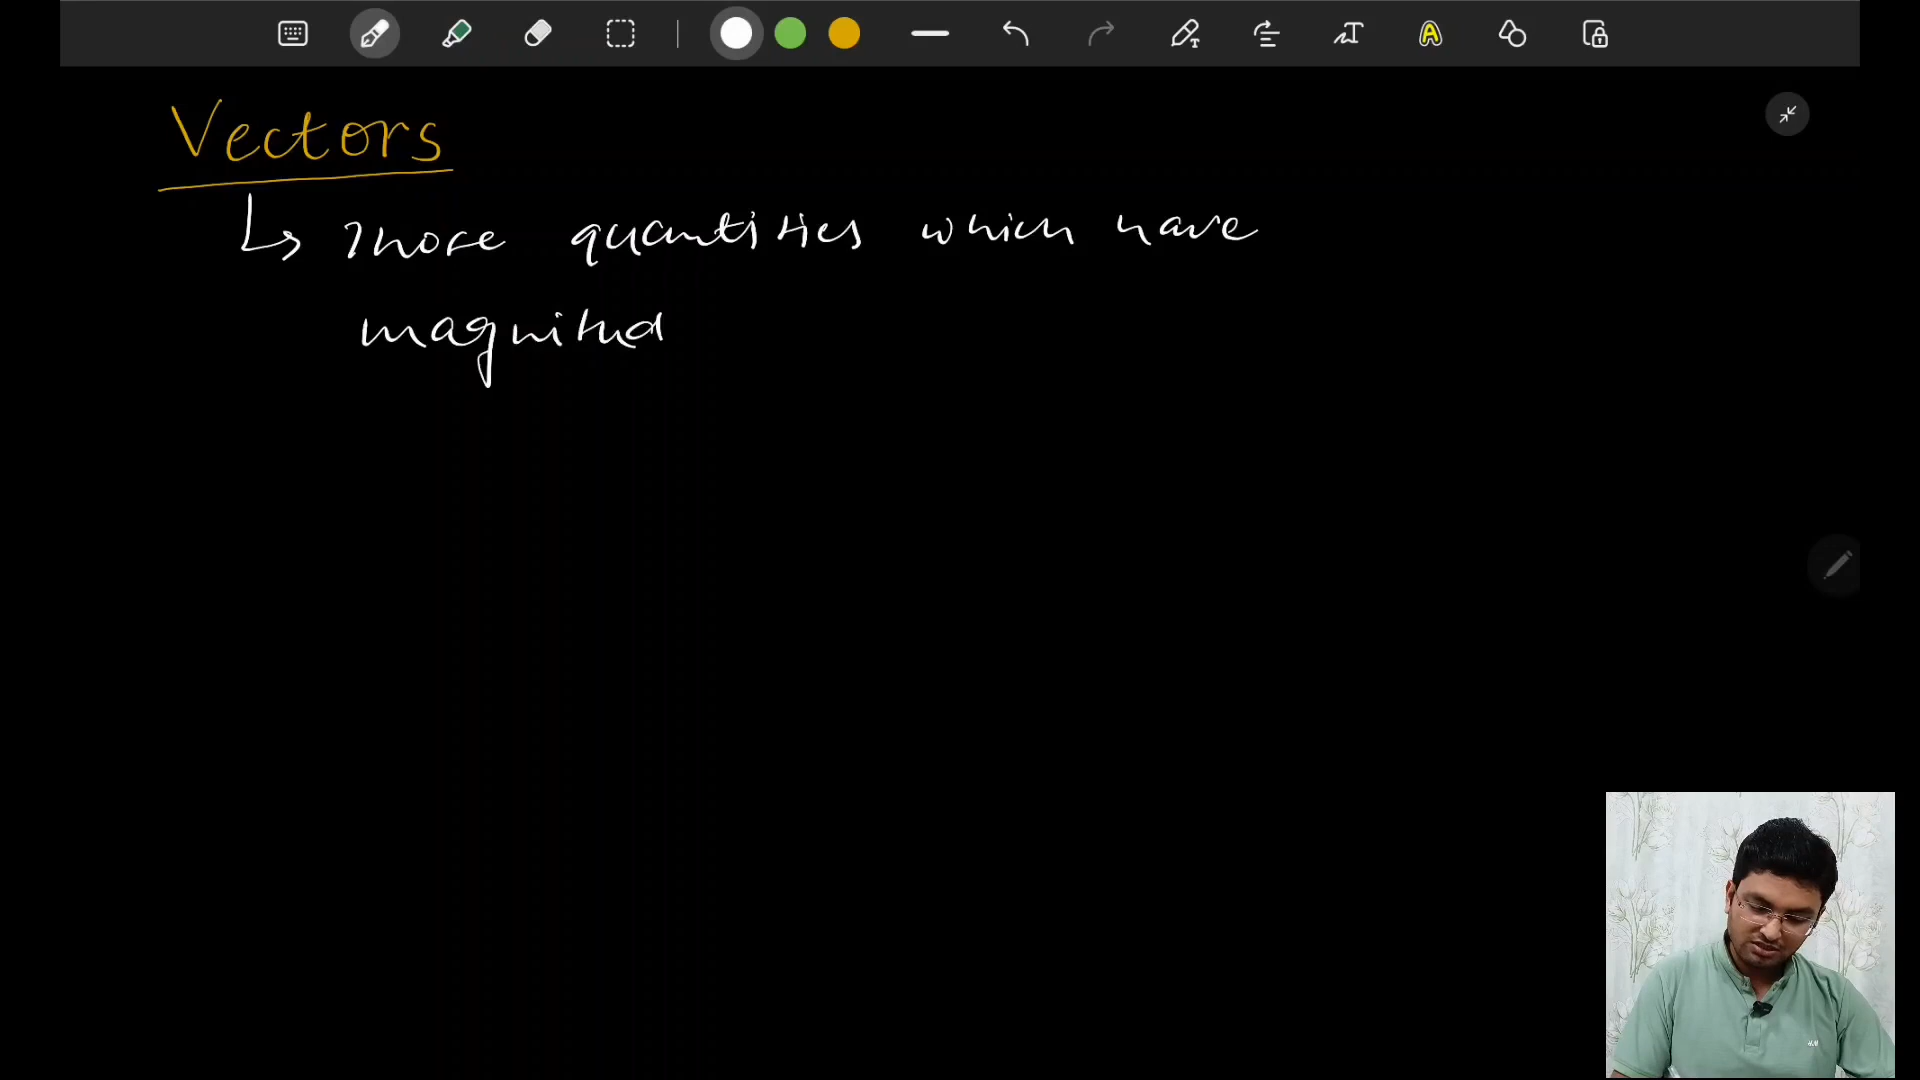 Vectors
↳ those quantities which have
magnitud